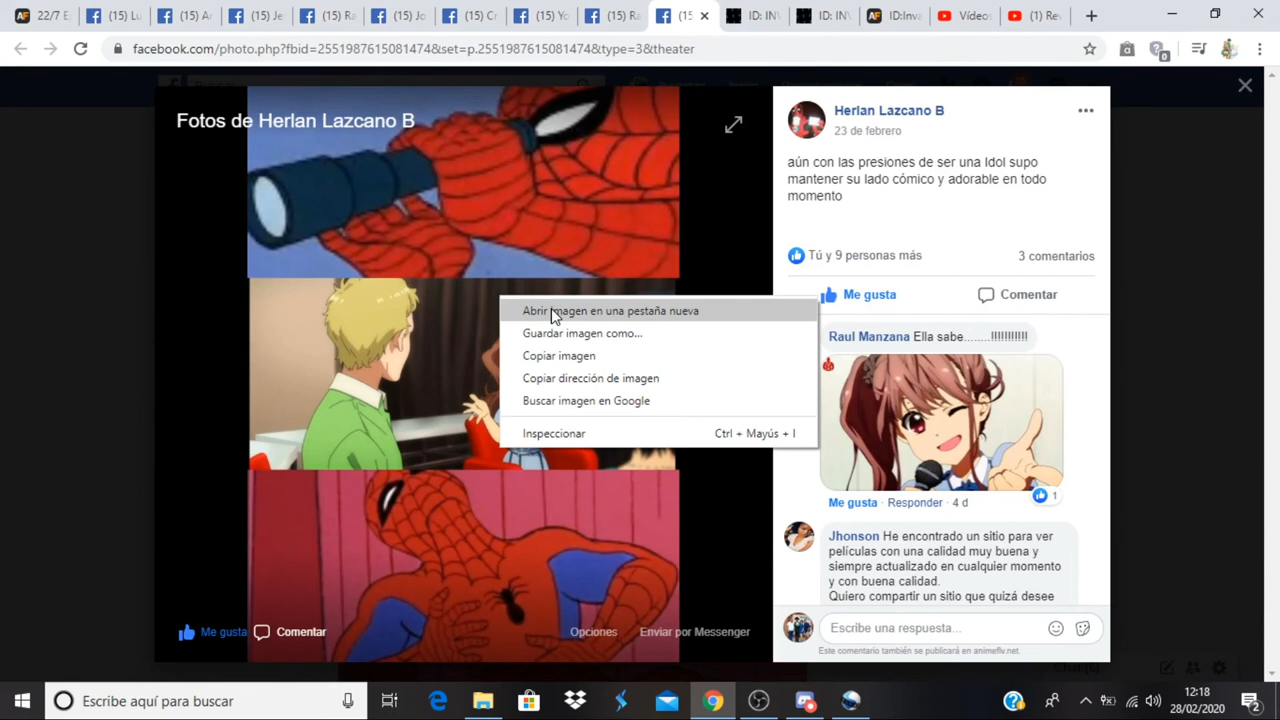 22/7 E
(15) Lu
(15) Ar
(15) Je
(15) Ra
(15) Jo
(15) Cr
(15) Yo
(15) Ra
(15
ID: INV
ID: INV
ID:Inva
Vídeos
(1) Rev
facebook.com/photo.php?fbid=2551987615081474&set=p.2551987615081474&type=3&theater
0
Fotos de Herlan Lazcano B
Herlan Lazcano B
23 de febrero
aún con las presiones de ser una Idol supo
mantener su lado cómico y adorable en todo
momento
Tú y 9 personas más
3 comentarios
Me gusta
Comentar
Abrir imagen en una pestaña nueva
Guardar imagen como...
Copiar imagen
Copiar dirección de imagen
Buscar imagen en Google
Inspeccionar
Ctrl + Mayús + I
Raul Manzana Ella sabe........!!!!!!!!!!!
Me gusta · Responder · 4 d
1
Jhonson He encontrado un sitio para ver
películas con una calidad muy buena y
siempre actualizado en cualquier momento
y con buena calidad.
Quiero compartir un sitio que quizá desee
Me gusta
Comentar
Opciones
Enviar por Messenger
Escribe una respuesta...
Este comentario también se publicará en animeflv.net.
Escribe aquí para buscar
12:18
28/02/2020
2